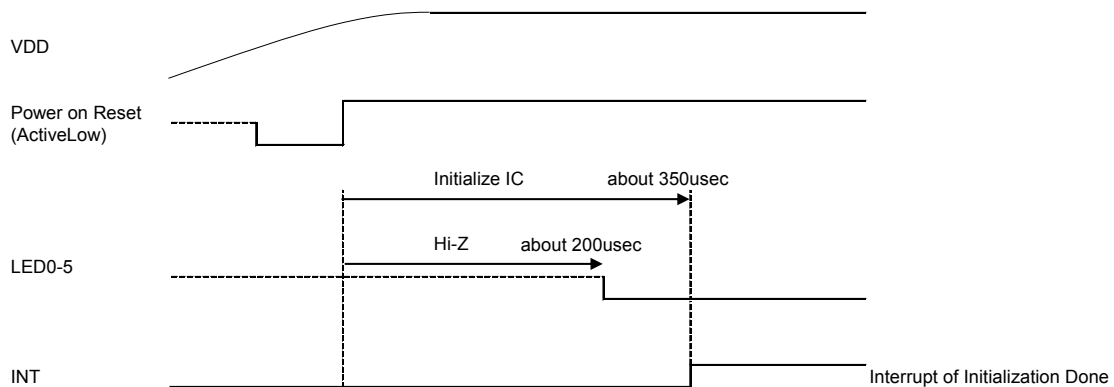 VDD
Power on Reset
(ActiveLow)
Initialize IC about 350usec
Hi-Z about 200usec
LED0-5
INT Interrupt of Initialization Done